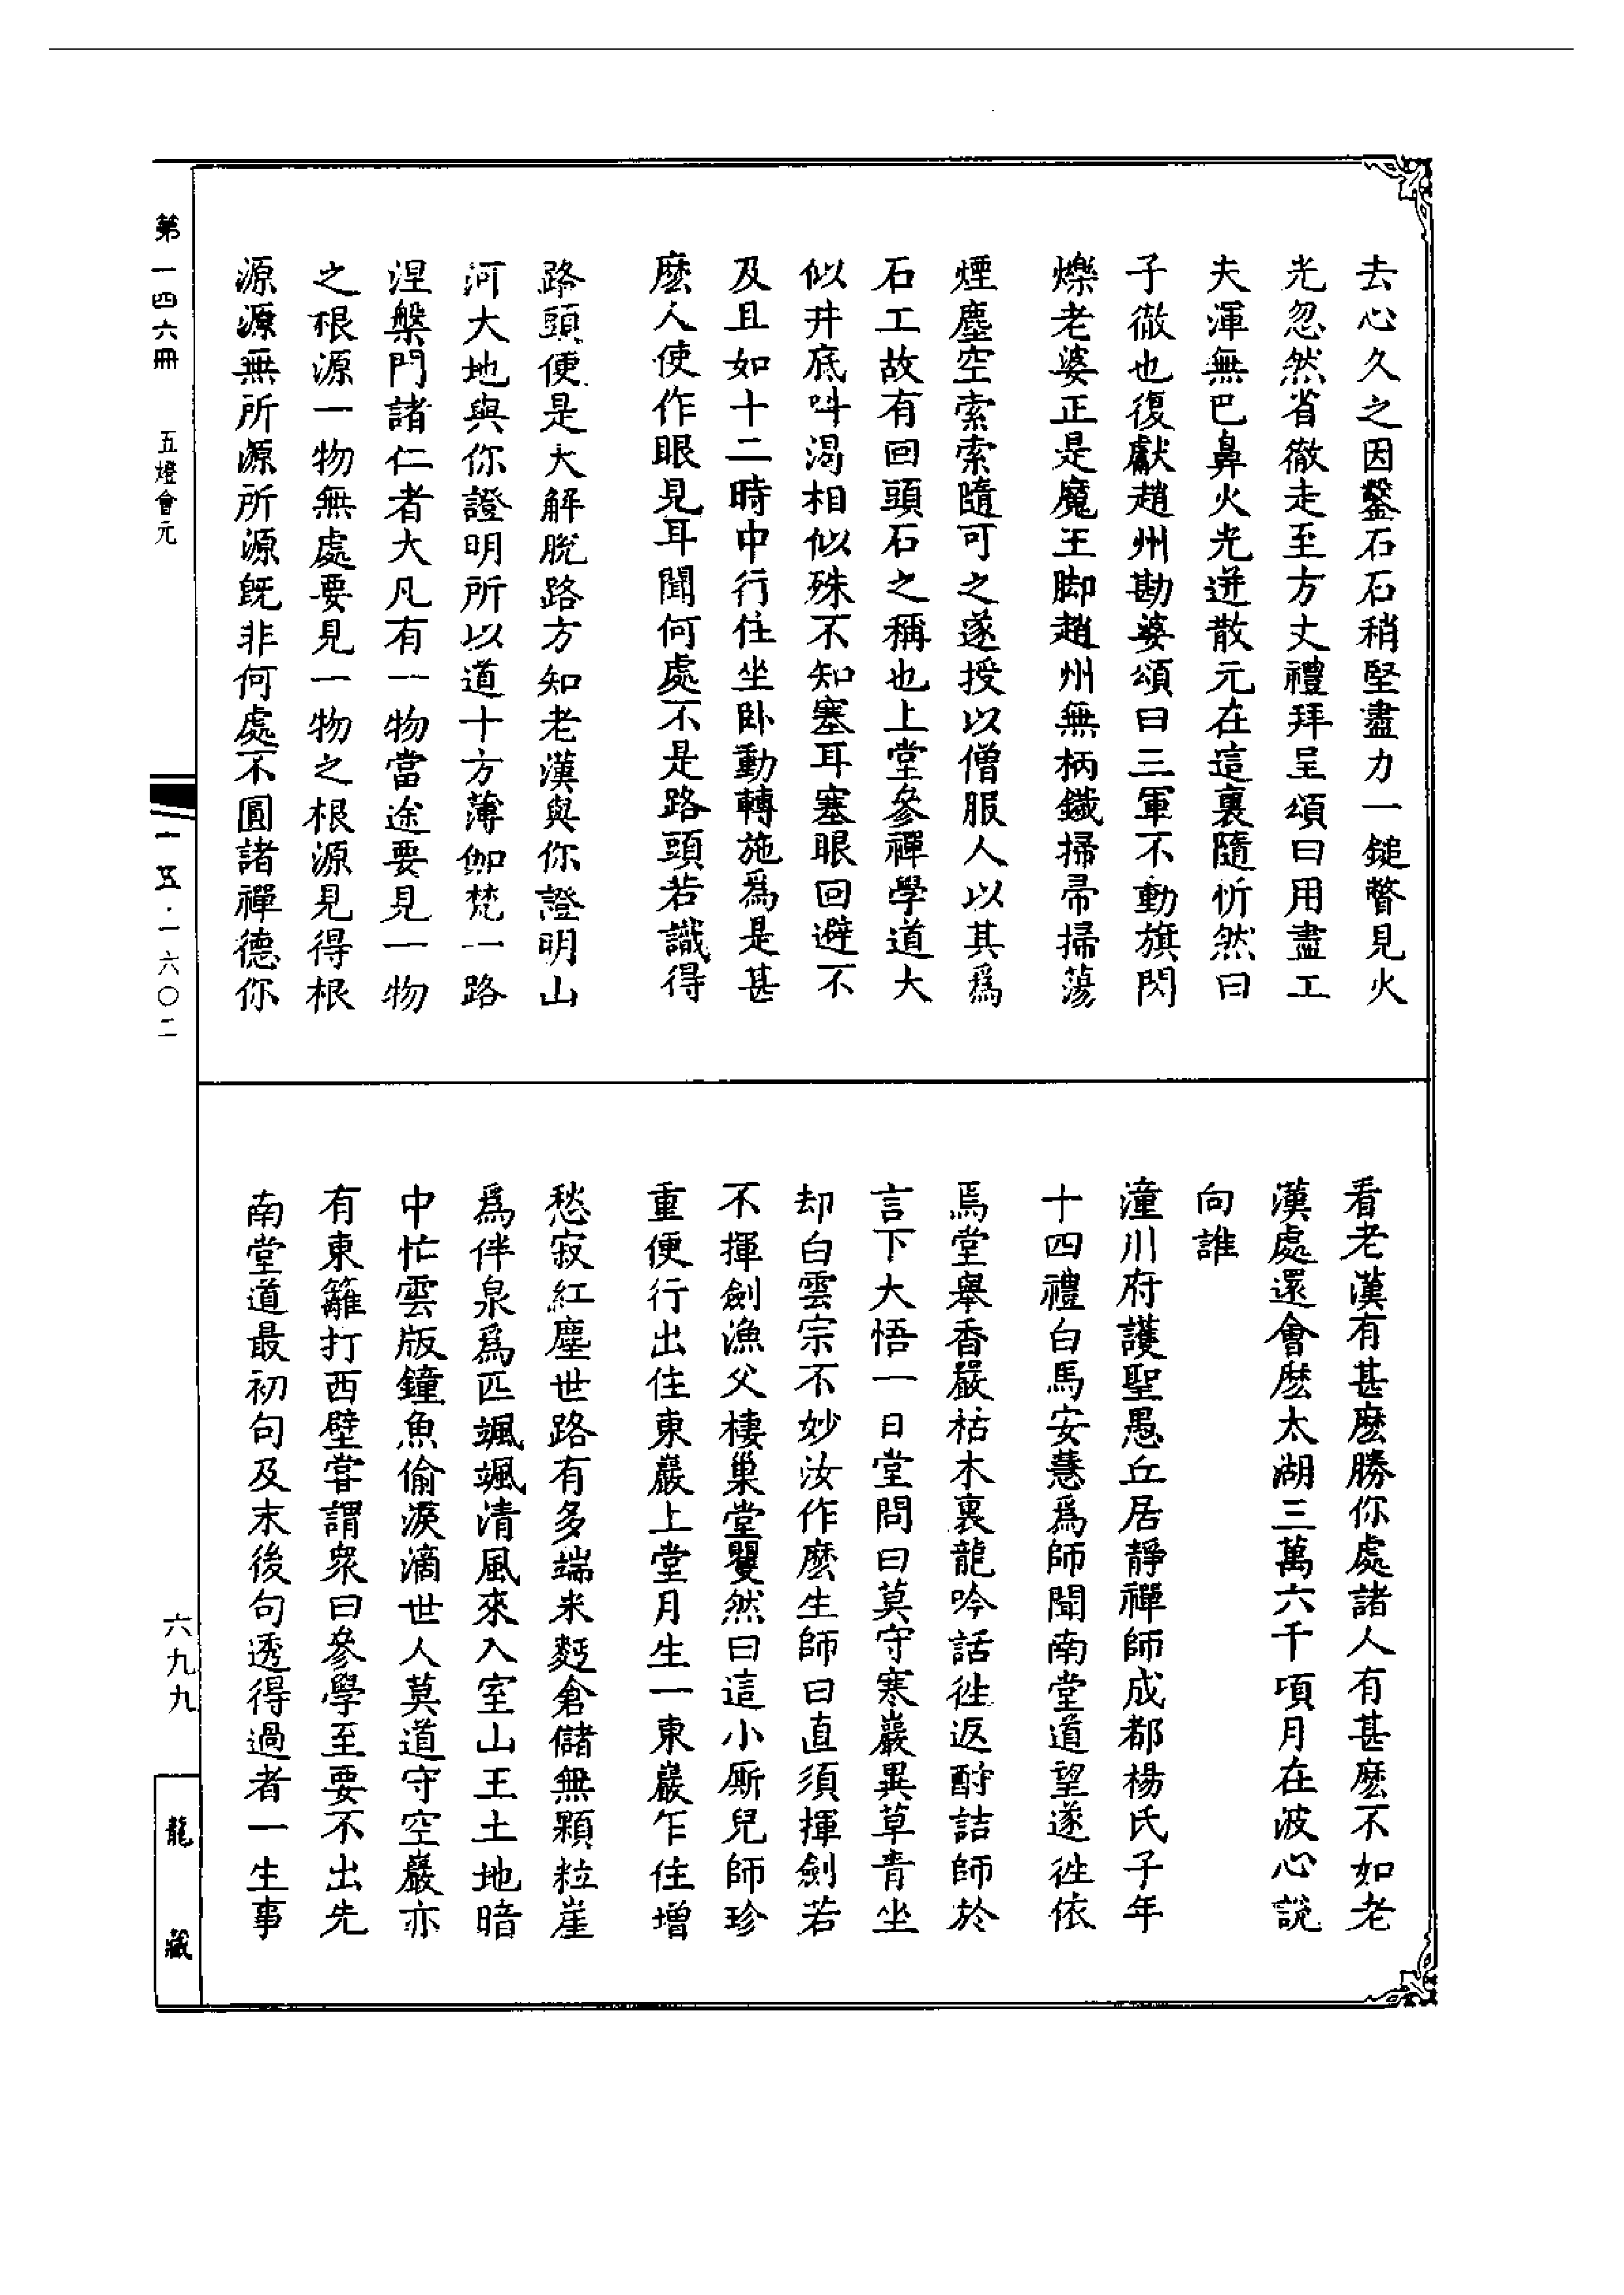 去心久之因鑿石石稍堅盡力一鎚瞥見火
光忽然省徹走至方丈禮拜呈頌曰用盡工
夫渾無巴鼻火光迸散元在這裏隨忻然曰
子徹也復獻趙州勘婆頌曰三軍不動旗閃
爍老婆正是魔王脚趙州無柄鐵掃帚掃蕩
煙塵空索索隨可之遂授以僧服人以其爲
石工故有回頭石之稱也上堂參禪學道大
似井底呌渴相似殊不知塞耳塞眼回避不
及且如十二時中行住坐卧動轉施爲是甚
麽人使作眼見耳聞何處不是路頭若識得
路頭便是大解脫路方知老漢與你證明山
河大地與你證明所以道十方薄伽梵一路
涅槃門諸仁者大凡有一物當途要見一物
之根源一物無處要見一物之根源見得根
源源無所源所源既非何處不圓諸禪德你
看老漢有甚麽勝你處諸人有甚麽不如老
漢處還會麽太湖三萬六千頃月在波心說
向誰
潼川府護聖愚丘居靜禪師成都楊氏子年
十四禮白馬安慧爲師聞南堂道望遂徃依
焉堂舉香嚴枯木裏龍吟話徃返酧詰師於
言下大悟一日堂問曰莫守寒巖異草青坐
却白雲宗不妙汝作麽生師曰直須揮劍若
不揮劍漁父棲巢堂矍然曰這小廝兒師珍
重便行出住東巖上堂月生一東巖乍住增
愁寂紅塵世路有多端米麪倉儲無顆粒崖
爲伴泉爲匹颯颯清風來入室山王土地暗
中忙雲版鐘魚偷淚滴世人莫道守空巖亦
有東籬打西壁甞謂衆曰參學至要不出先
南堂道最初句及末後句透得過者一生事
第一四六冊 五燈會元
一五·一六〇二
六九九
龍藏